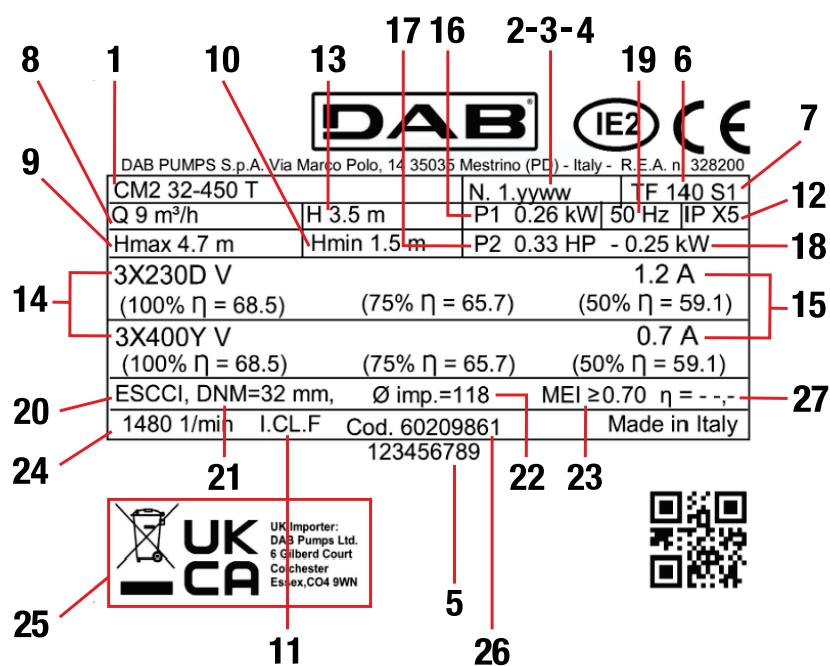 17 16 2-3-4
8 1 10 13 19 6
DAB
IE2 CE
7
9
DAB PUMPS S.p.A. Via Marco Polo, 14 35035 Mestrino (PD) - Italy - R.E.A. n. 328200
CM2 32-450 T N. 1.yyww TF 140 S1
12
Q 9 m³/h H 3.5 m P1 0.26 kW 50 Hz IP X5
Hmax 4.7 m Hmin 1.5 m P2 0.33 HP - 0.25 kW 18
3X230D V 1.2 A
14 15
(100% Ƞ = 68.5) (75% Ƞ = 65.7) (50% Ƞ = 59.1)
3X400Y V 0.7 A
(100% Ƞ = 68.5) (75% Ƞ = 65.7) (50% Ƞ = 59.1)
20 ESCCI, DNM=32 mm, Ø imp.=118 MEI ≥0.70 η = - -,- 27
24 1480 1/min I.CL.F Cod. 60209861 Made in Italy
123456789
21 22 23
UK
CA
UK Importer:
DAB Pumps Ltd.
6 Gilberd Court
Colchester
Essex,CO4 9WN
5
25 11 26